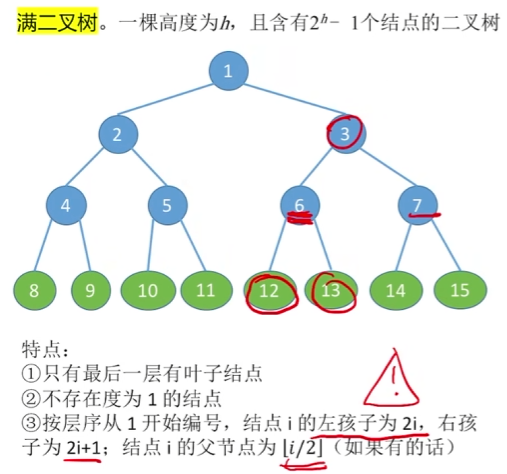 满二叉树。一棵高度为h，且含有2ʰ - 1个结点的二叉树
1
2
3
4
5
6
7
8
9
10
11
12
13
14
15
特点：
①只有最后一层有叶子结点
②不存在度为 1 的结点
③按层序从 1 开始编号，结点 i 的左孩子为 2i，右孩
子为 2i+1；结点 i 的父节点为 ⌊i/2⌋（如果有的话）